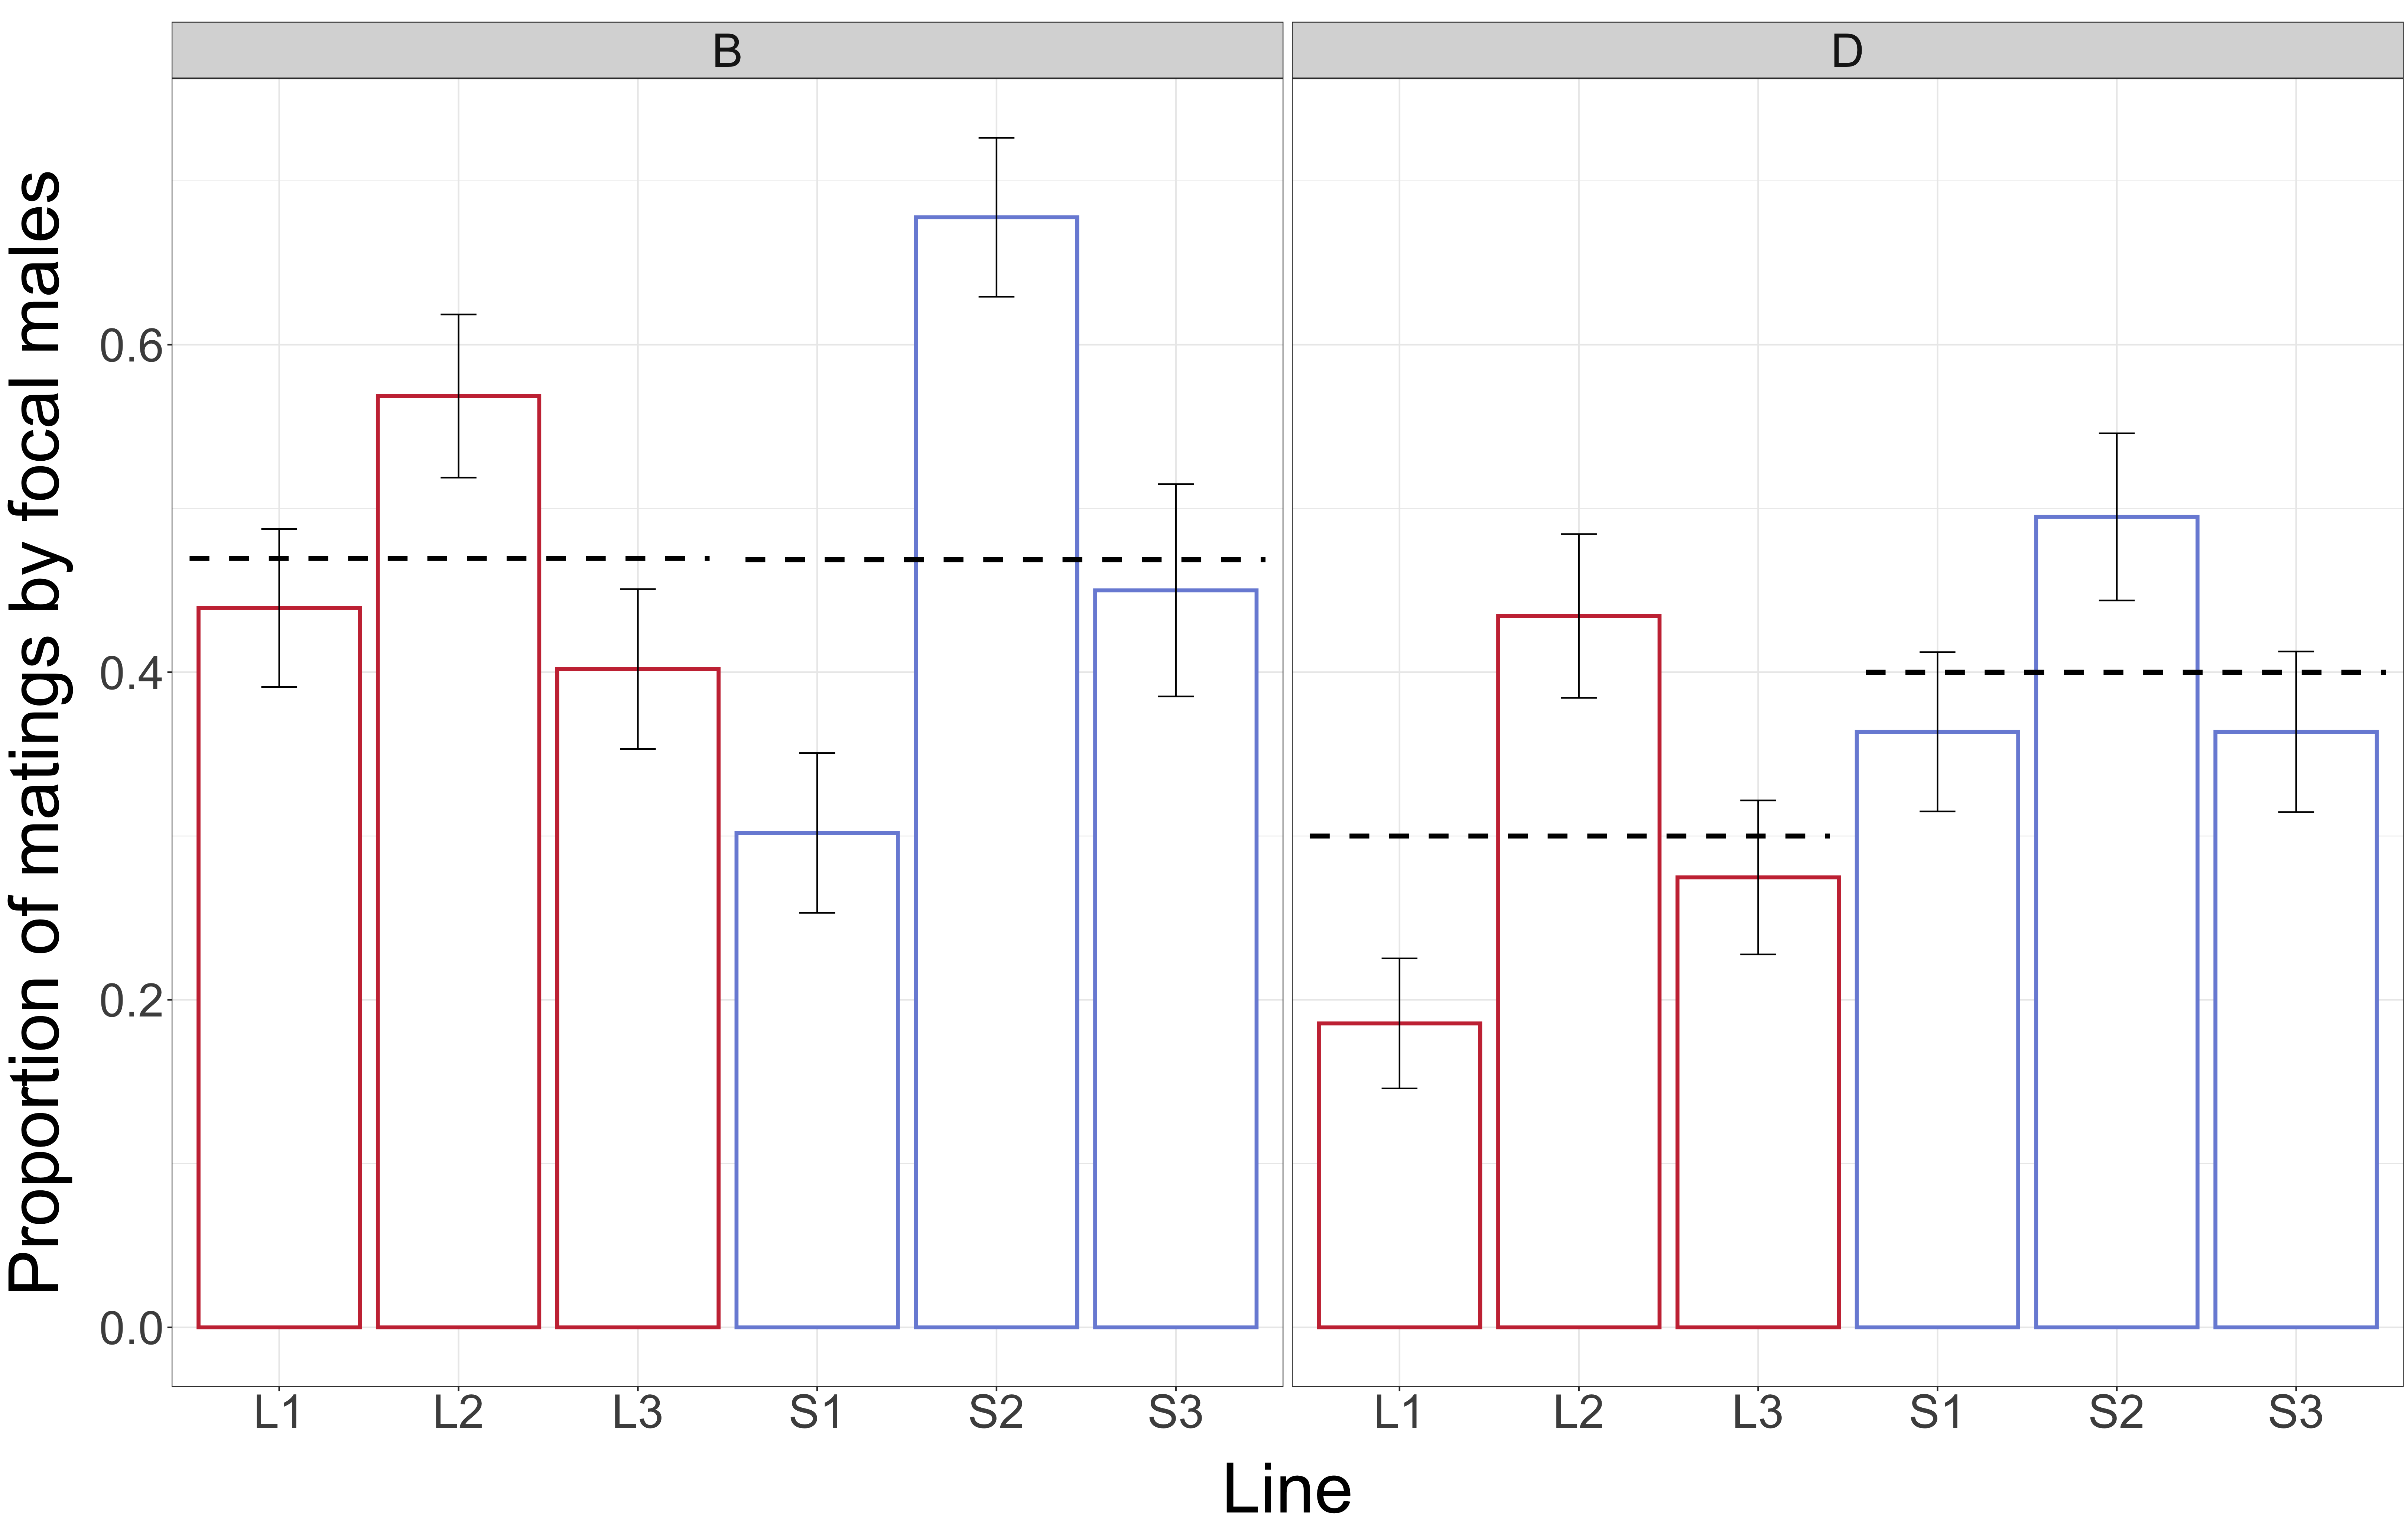 B
D
Proportion of matings by focal males
0.6
0.4
0.2
0.0
L1 L2 L3 S1 S2 S3
L1 L2 L3 S1 S2 S3
Line